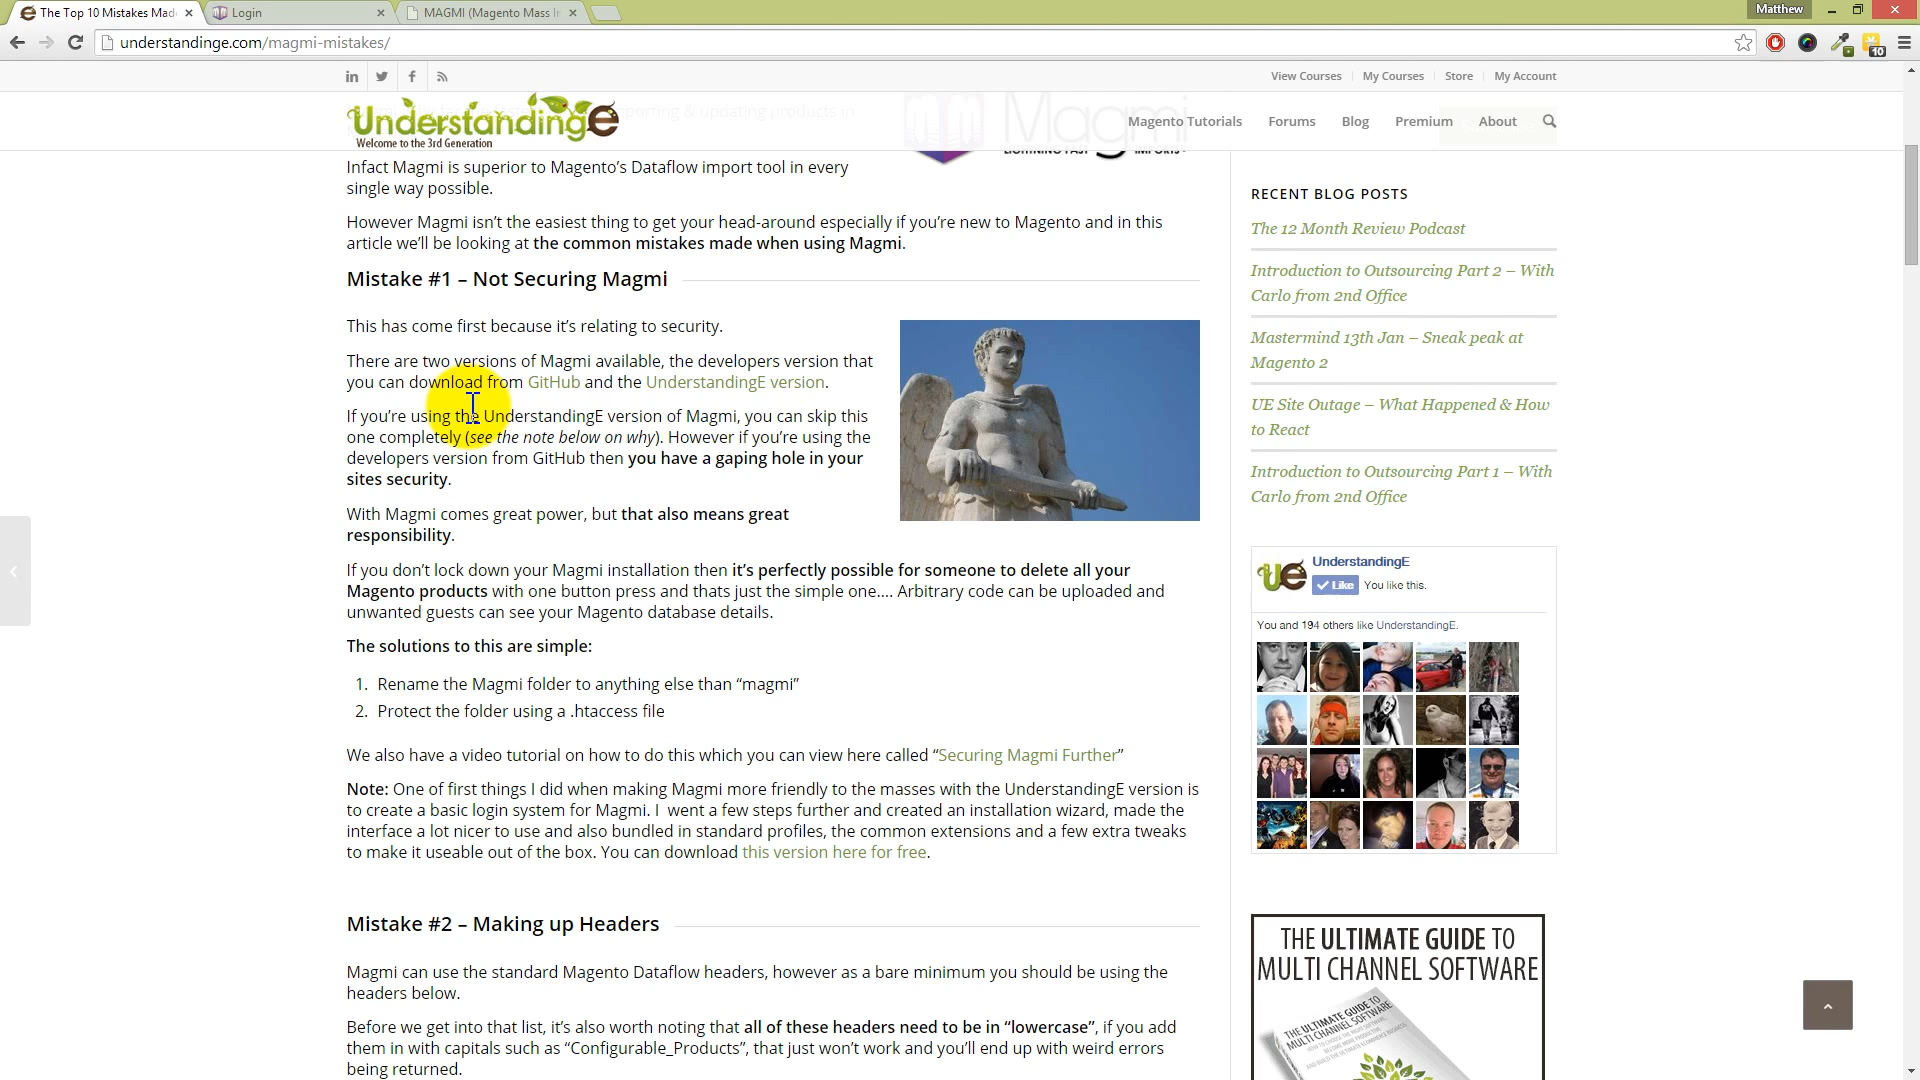 The Top 10 Mistakes Mad
Login
MAGMI (Magento Mass I
Matthew
understandinge.com/magmi-mistakes/
10
View Courses
My Courses
Store
My Account
UnderstandingE
Welcome to the 3rd Generation
porting & updating products in
Magmi
Magento Tutorials
Forums
Blog
Premium
About
Infact Magmi is superior to Magento's Dataflow import tool in every
single way possible.
However Magmi isn't the easiest thing to get your head-around especially if you're new to Magento and in this
article we'll be looking at the common mistakes made when using Magmi.
Mistake #1 – Not Securing Magmi
This has come first because it's relating to security.
There are two versions of Magmi available, the developers version that
you can download from GitHub and the UnderstandingE version.
If you're using the UnderstandingE version of Magmi, you can skip this
one completely (see the note below on why). However if you're using the
developers version from GitHub then you have a gaping hole in your
sites security.
With Magmi comes great power, but that also means great
responsibility.
If you don't lock down your Magmi installation then it's perfectly possible for someone to delete all your
Magento products with one button press and thats just the simple one.... Arbitrary code can be uploaded and
unwanted guests can see your Magento database details.
The solutions to this are simple:
1. Rename the Magmi folder to anything else than “magmi”
2. Protect the folder using a .htaccess file
We also have a video tutorial on how to do this which you can view here called “Securing Magmi Further”
Note: One of first things I did when making Magmi more friendly to the masses with the UnderstandingE version is
to create a basic login system for Magmi. I went a few steps further and created an installation wizard, made the
interface a lot nicer to use and also bundled in standard profiles, the common extensions and a few extra tweaks
to make it useable out of the box. You can download this version here for free.
Mistake #2 – Making up Headers
Magmi can use the standard Magento Dataflow headers, however as a bare minimum you should be using the
headers below.
Before we get into that list, it's also worth noting that all of these headers need to be in “lowercase”, if you add
them in with capitals such as “Configurable_Products”, that just won't work and you'll end up with weird errors
being returned.
RECENT BLOG POSTS
The 12 Month Review Podcast
Introduction to Outsourcing Part 2 – With
Carlo from 2nd Office
Mastermind 13th Jan – Sneak peak at
Magento 2
UE Site Outage – What Happened & How
to React
Introduction to Outsourcing Part 1 – With
Carlo from 2nd Office
UnderstandingE
Like
You like this.
You and 194 others like UnderstandingE.
THE ULTIMATE GUIDE TO
MULTI CHANNEL SOFTWARE
THE ULTIMATE GUIDE TO
MULTI CHANNEL SOFTWARE